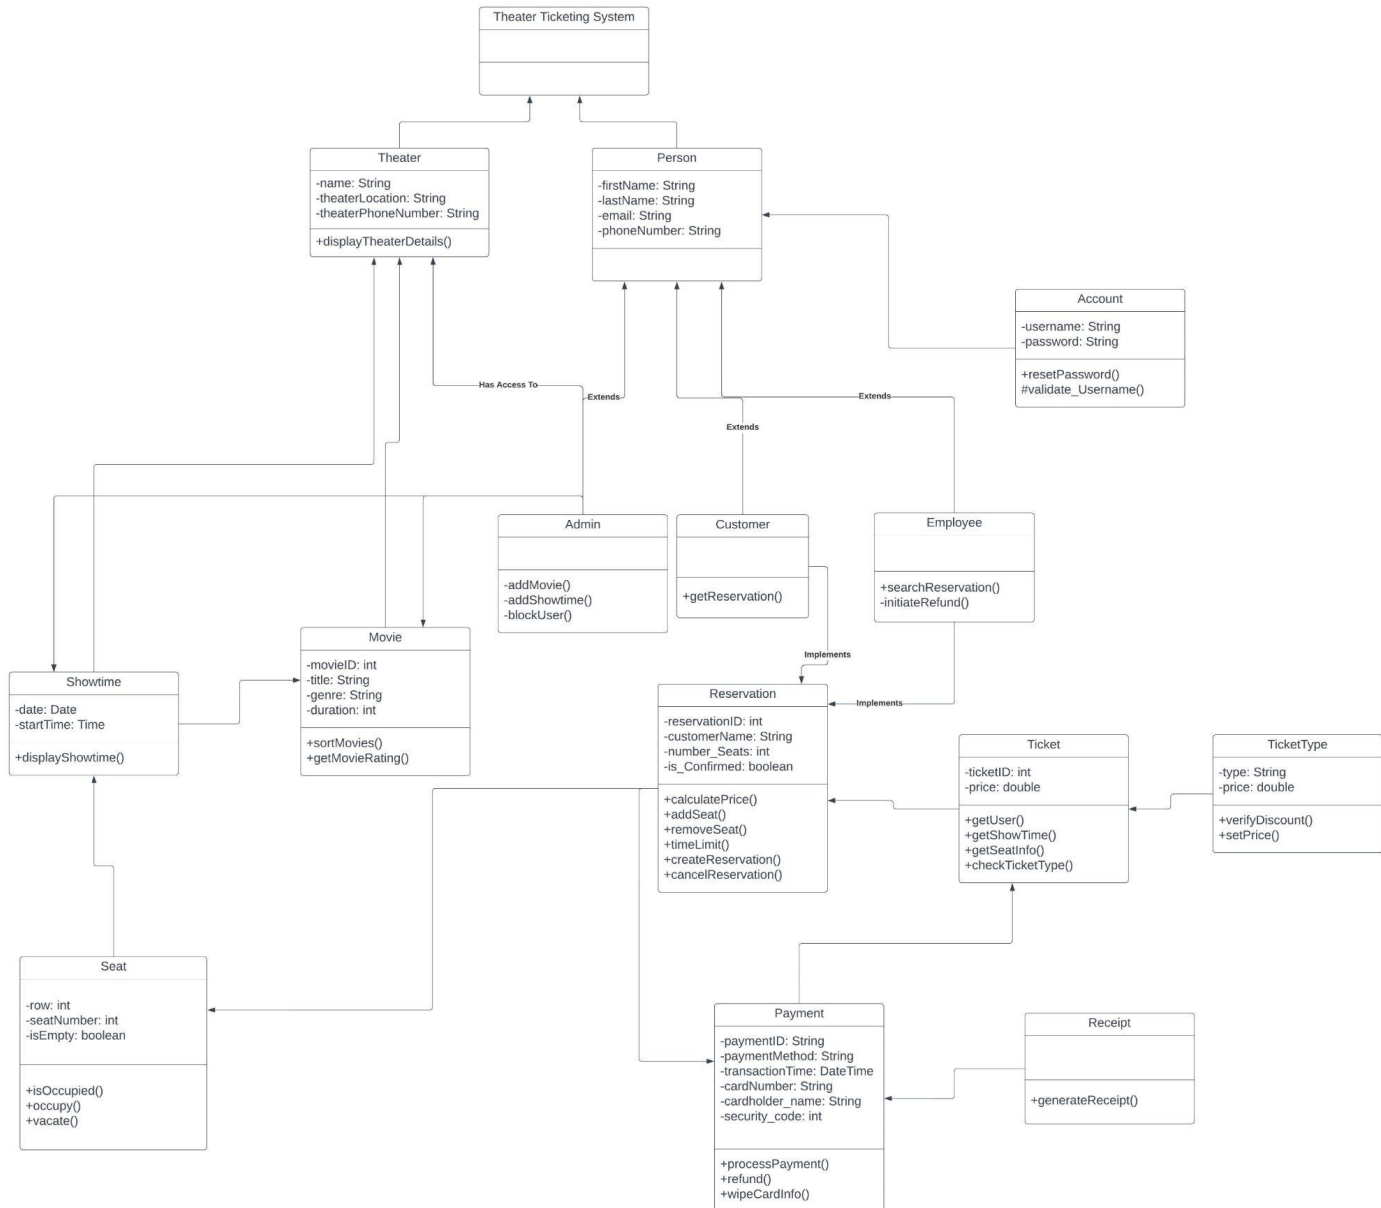 Theater Ticketing System
Theater
-name: String
-theaterLocation: String
-theaterPhoneNumber: String
+displayTheaterDetails()
Person
-firstName: String
-lastName: String
-email: String
-phoneNumber: String
Account
-username: String
-password: String
+resetPassword()
#validate_Username()
Has Access To
Extends
Extends
Extends
Admin
-addMovie()
-addShowtime()
-blockUser()
Customer
+getReservation()
Employee
+searchReservation()
-initiateRefund()
Movie
-movieID: int
-title: String
-genre: String
-duration: int
+sortMovies()
+getMovieRating()
Showtime
-date: Date
-startTime: Time
+displayShowtime()
Implements
Implements
Reservation
-reservationID: int
-customerName: String
-number_Seats: int
-is_Confirmed: boolean
+calculatePrice()
+addSeat()
+removeSeat()
+timeLimit()
+createReservation()
+cancelReservation()
Ticket
-ticketID: int
-price: double
+getUser()
+getShowTime()
+getSeatInfo()
+checkTicketType()
TicketType
-type: String
-price: double
+verifyDiscount()
+setPrice()
Seat
-row: int
-seatNumber: int
-isEmpty: boolean
+isOccupied()
+occupy()
+vacate()
Payment
-paymentID: String
-paymentMethod: String
-transactionTime: DateTime
-cardNumber: String
-cardholder_name: String
-security_code: int
+processPayment()
+refund()
+wipeCardInfo()
Receipt
+generateReceipt()